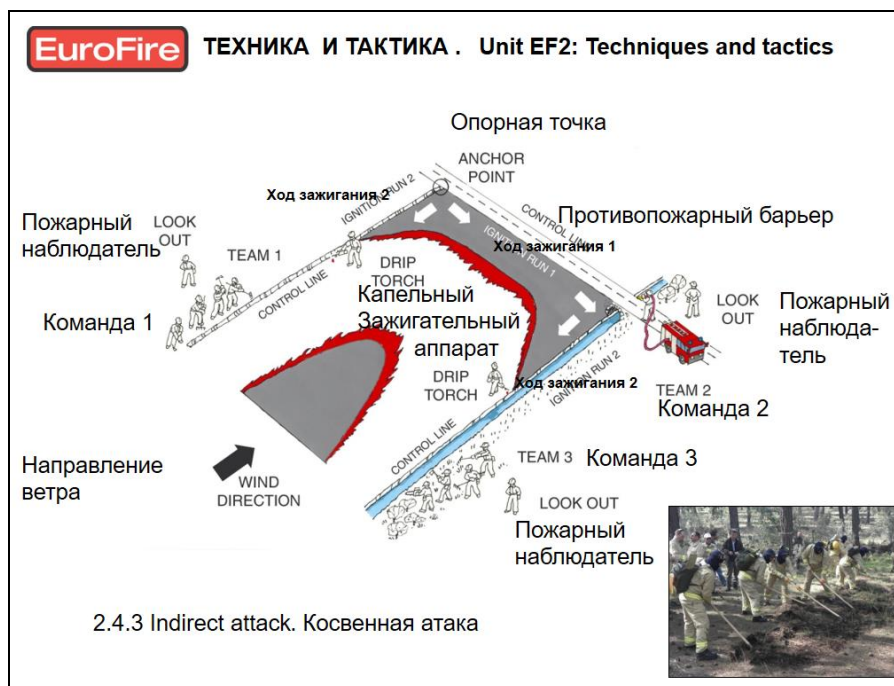 EuroFire
ТЕХНИКА И ТАКТИКА . Unit EF2: Techniques and tactics
Опорная точка
ANCHOR
POINT
Ход зажигания 2
IGNITION RUN 2
Пожарный
наблюдатель
LOOK
OUT
TEAM 1
Команда 1
CONTROL LINE
DRIP
TORCH
Капельный
Зажигательный
аппарат
CONTROL LINE
Противопожарный барьер
Ход зажигания 1
IGNITION RUN 1
LOOK
OUT
Пожарный
наблюда-
тель
TEAM 2
Команда 2
DRIP
TORCH
Ход зажигания 2
IGNITION RUN 2
CONTROL LINE
TEAM 3
Команда 3
LOOK OUT
Пожарный
наблюдатель
Направление
ветра
WIND
DIRECTION
2.4.3 Indirect attack. Косвенная атака